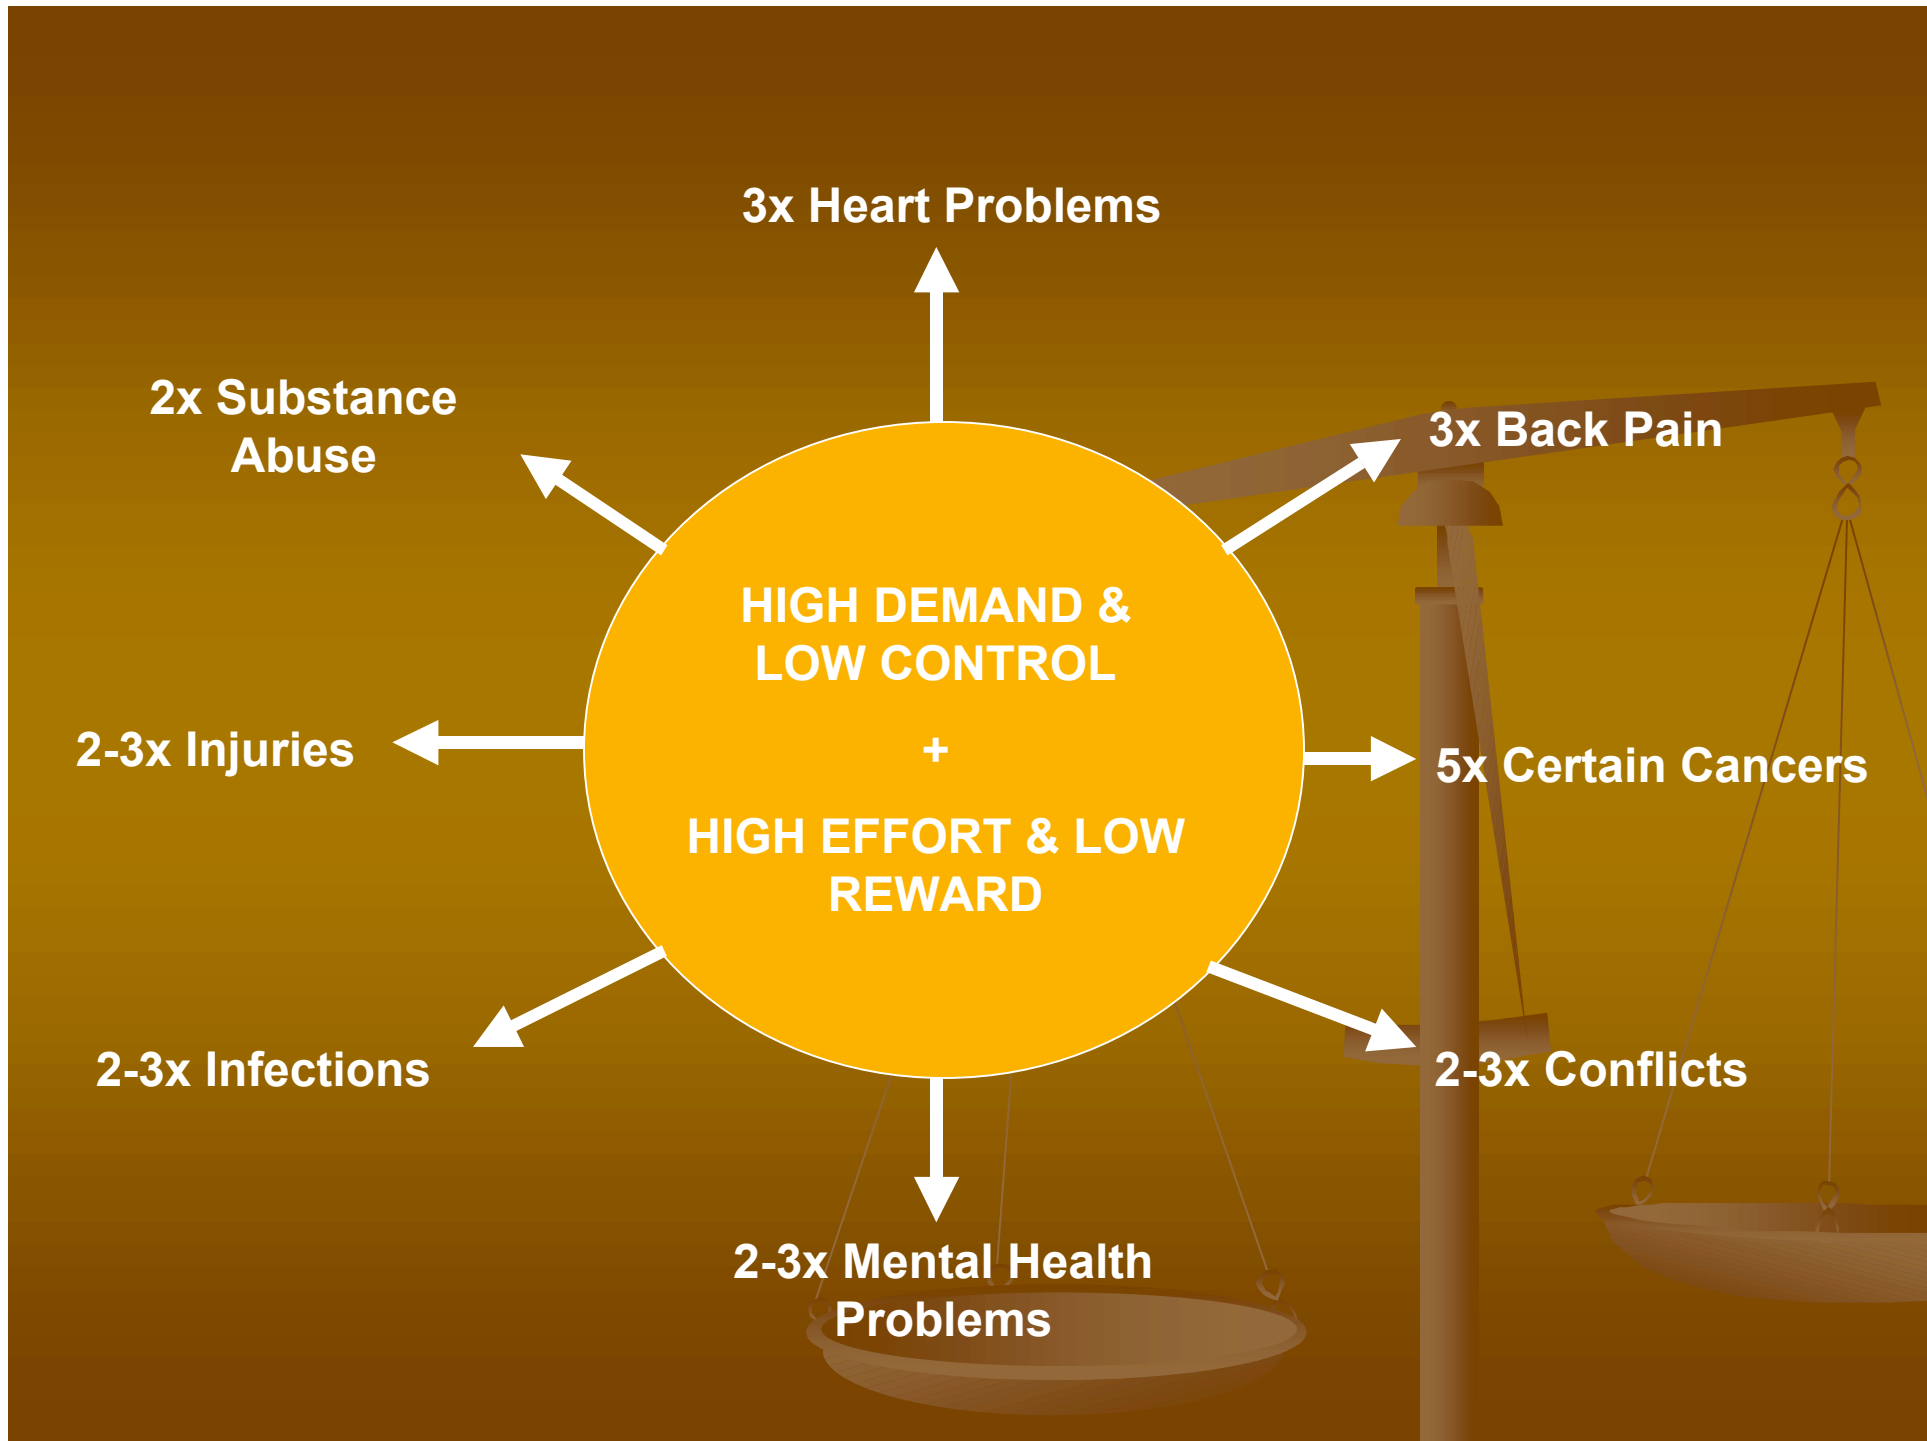 3x Heart Problems
2x Substance
Abuse
3x Back Pain
HIGH DEMAND &
LOW CONTROL
+
HIGH EFFORT & LOW
REWARD
2-3x Injuries
5x Certain Cancers
2-3x Infections
2-3x Conflicts
2-3x Mental Health
Problems